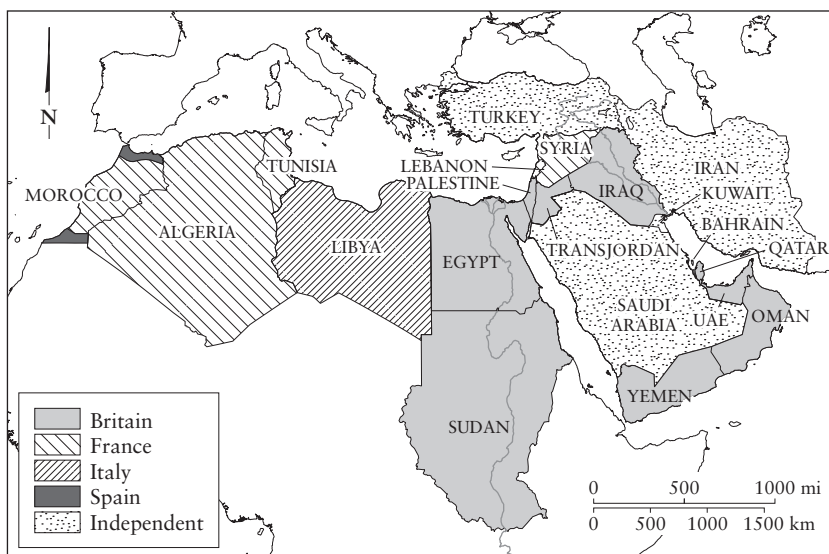 N
TURKEY
SYRIA
LEBANON
PALESTINE
IRAQ
IRAN
KUWAIT
BAHRAIN
QATAR
TRANSJORDAN
TUNISIA
MOROCCO
ALGERIA
LIBYA
EGYPT
SAUDI
ARABIA
UAE
OMAN
YEMEN
SUDAN
Britain
France
Italy
Spain
Independent
0 500 1000 mi
0 500 1000 1500 km